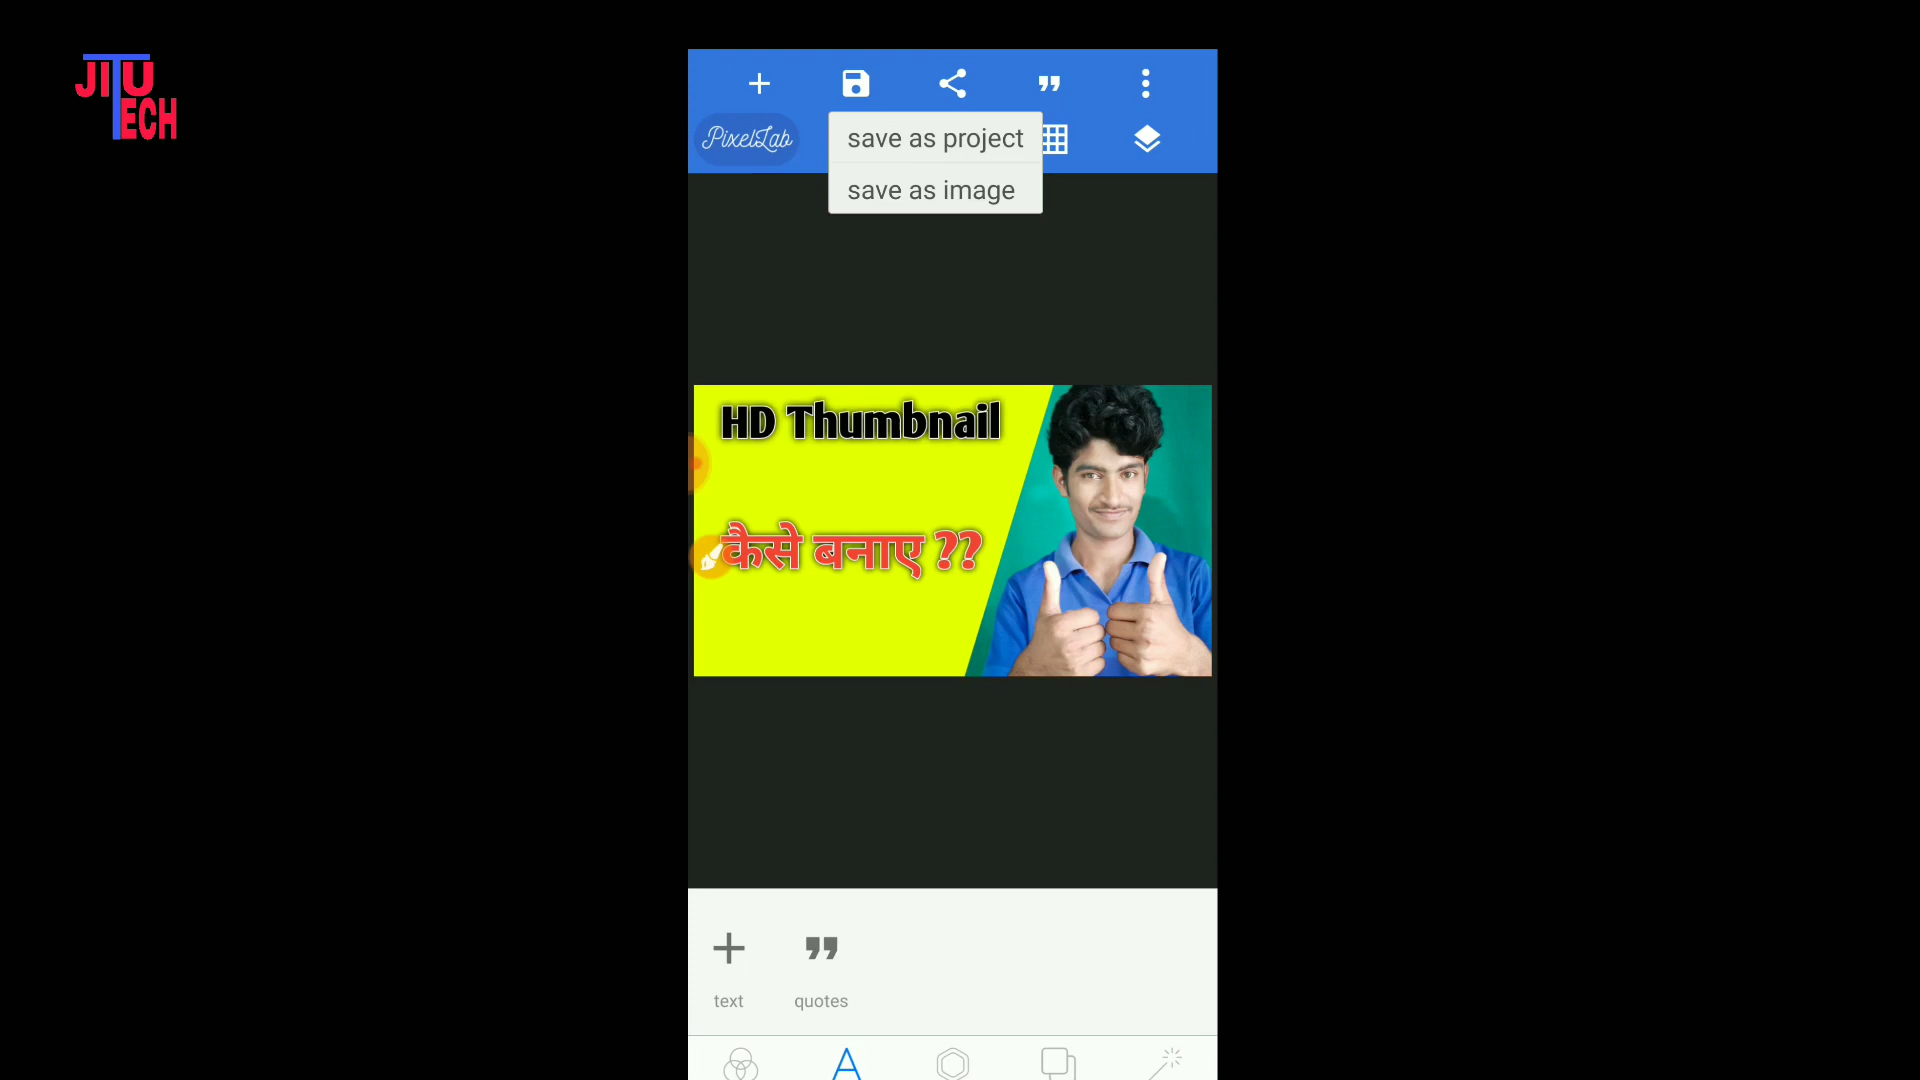 JITU
TECH
PixelLab
save as project
save as image
HD Thumbnail
कैसे बनाए ??
text
quotes